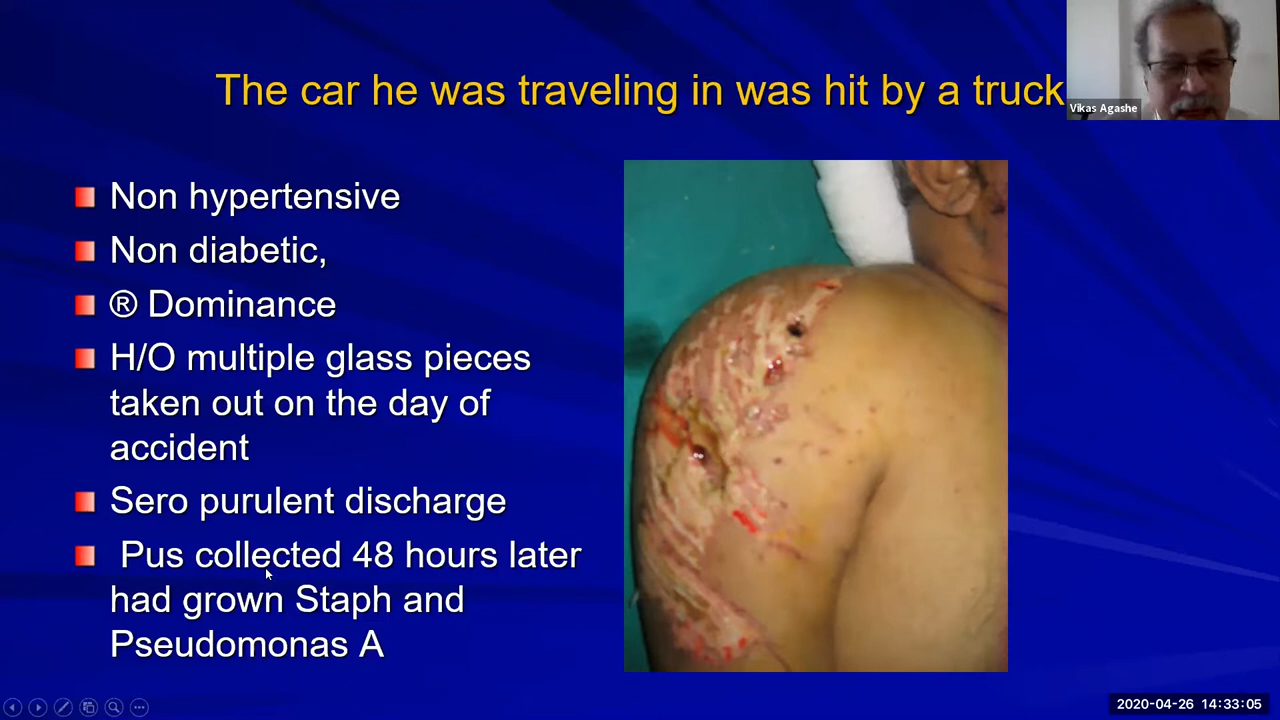 The car he was traveling in was hit by a truck
Vikas Agashe
Non hypertensive
Non diabetic,
® Dominance
H/O multiple glass pieces
taken out on the day of
accident
Sero purulent discharge
Pus collected 48 hours later
had grown Staph and
Pseudomonas A
2020-04-26 14:33:05